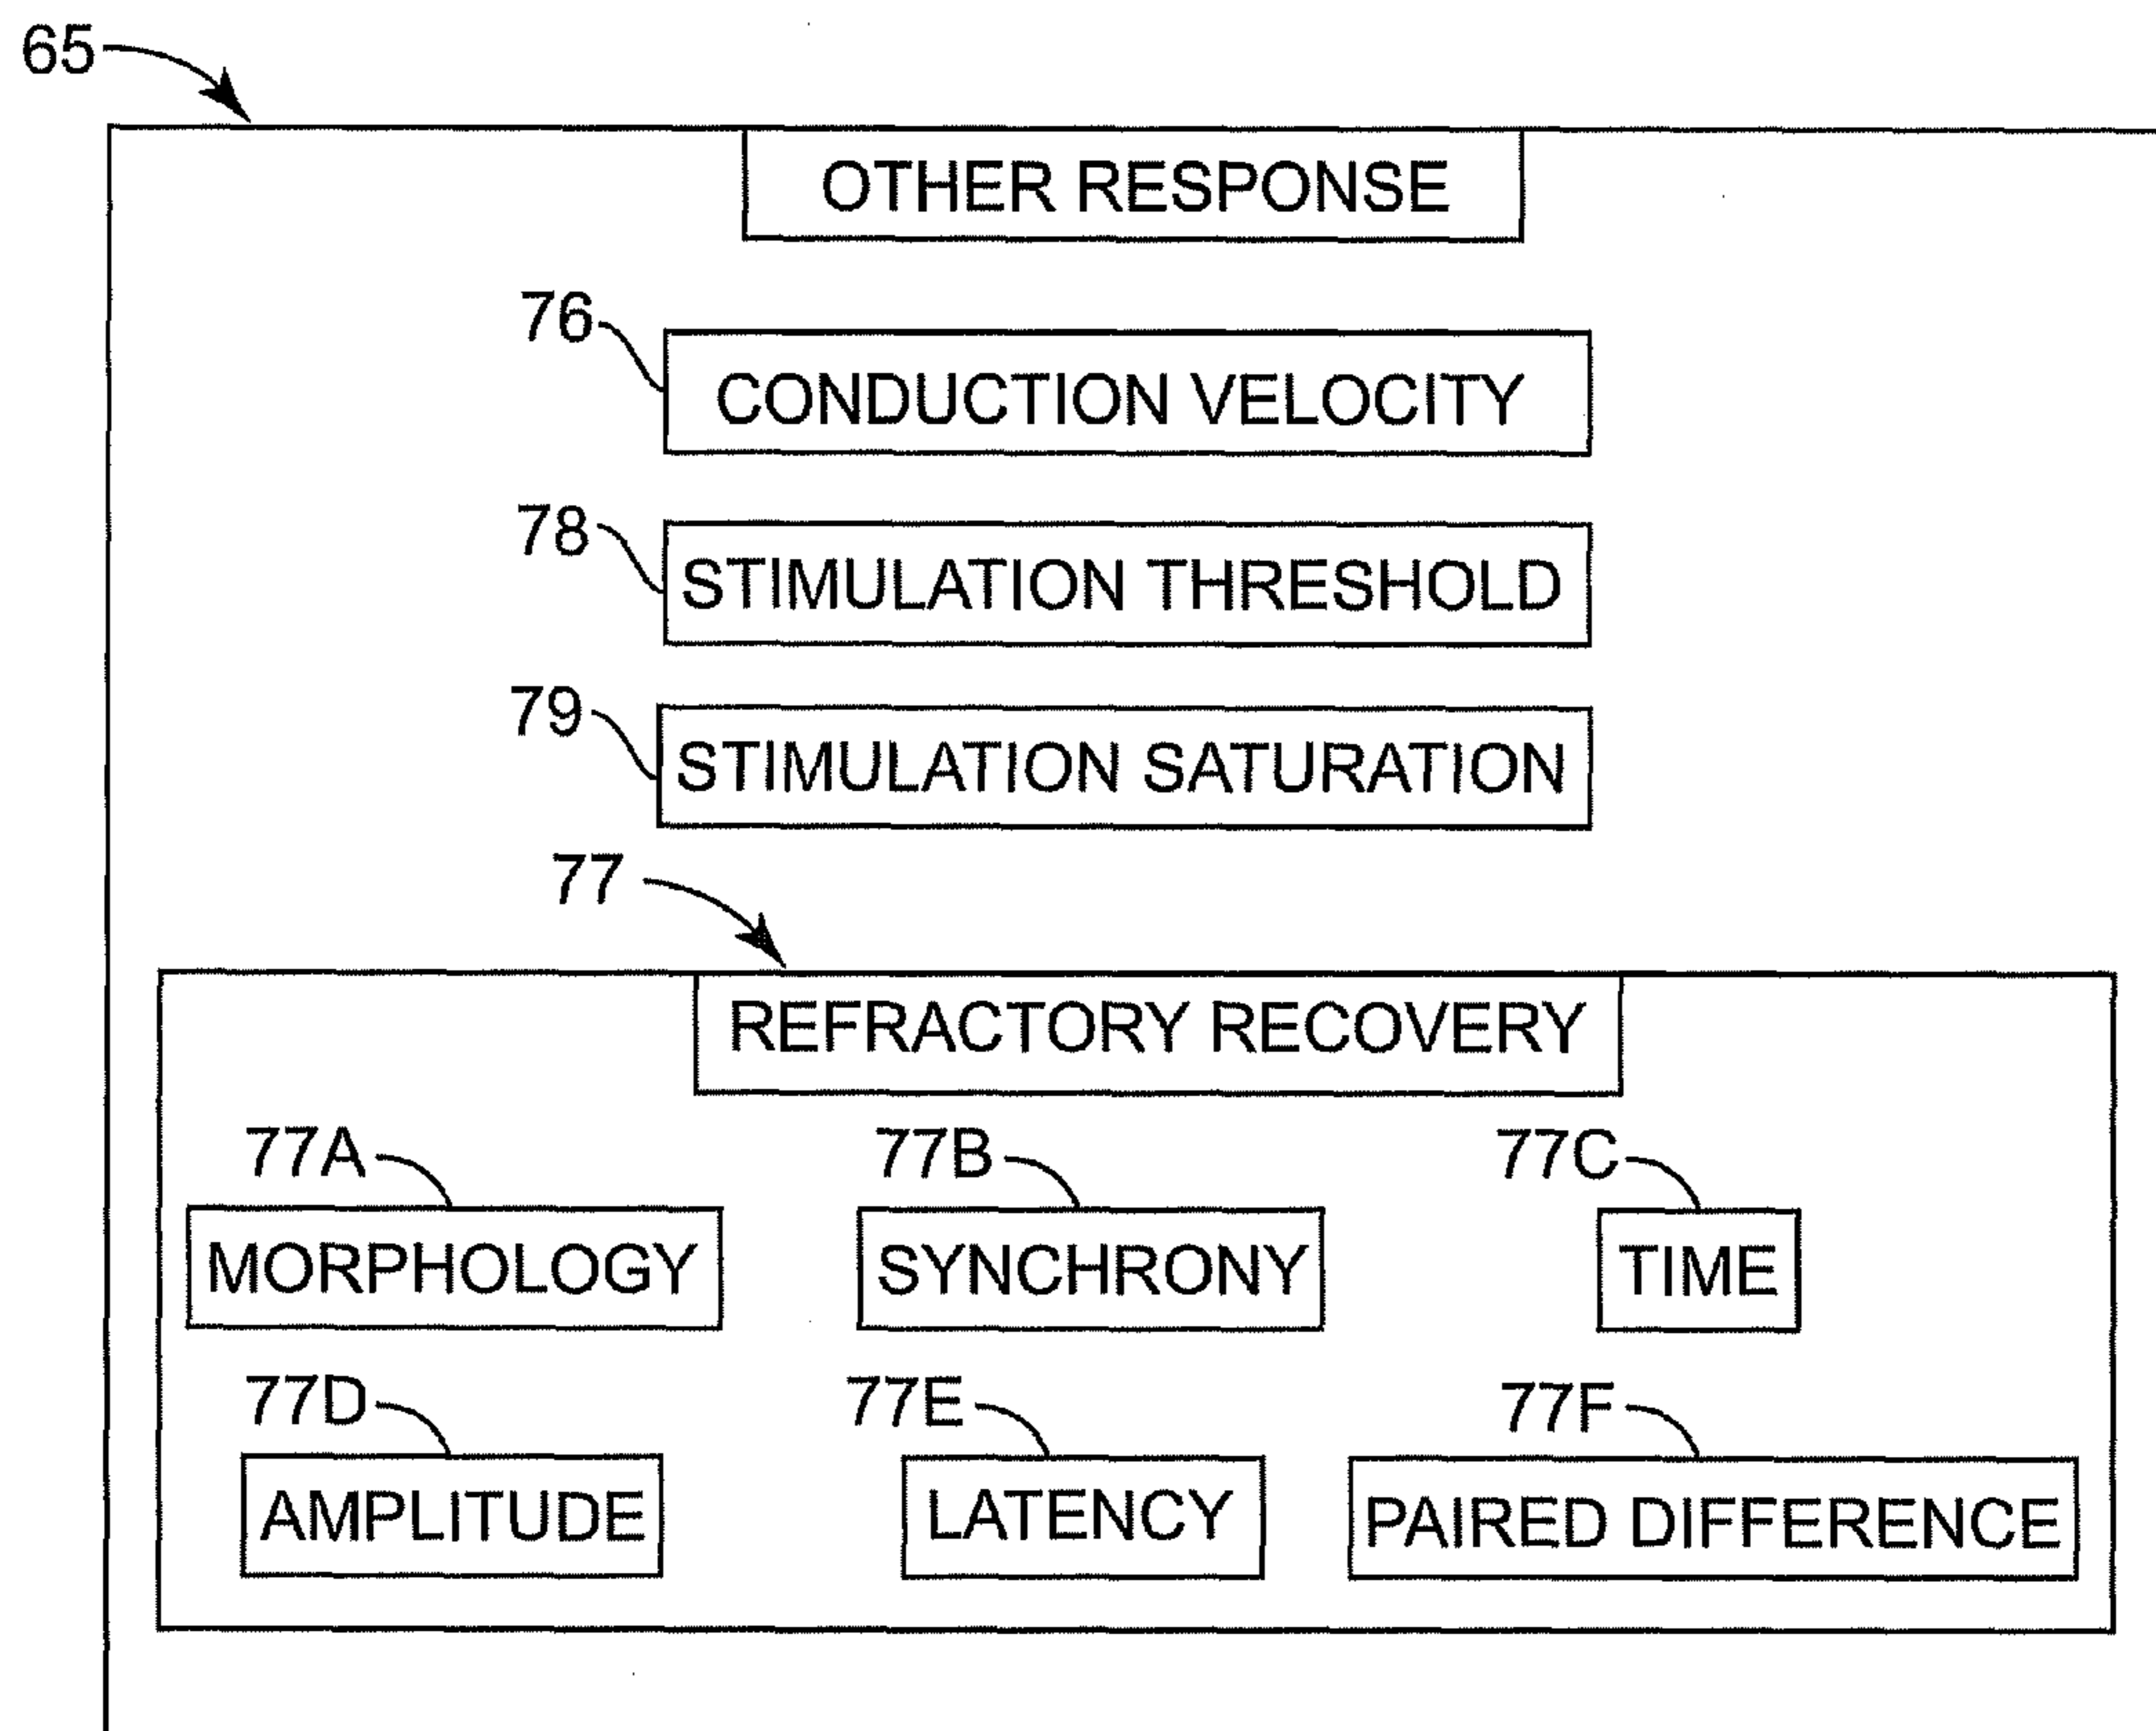 65
OTHER RESPONSE
76
CONDUCTION VELOCITY
78
STIMULATION THRESHOLD
79
STIMULATION SATURATION
77
REFRACTORY RECOVERY
77A 77B 77C
MORPHOLOGY SYNCHRONY TIME
77D 77E 77F
AMPLITUDE LATENCY PAIRED DIFFERENCE